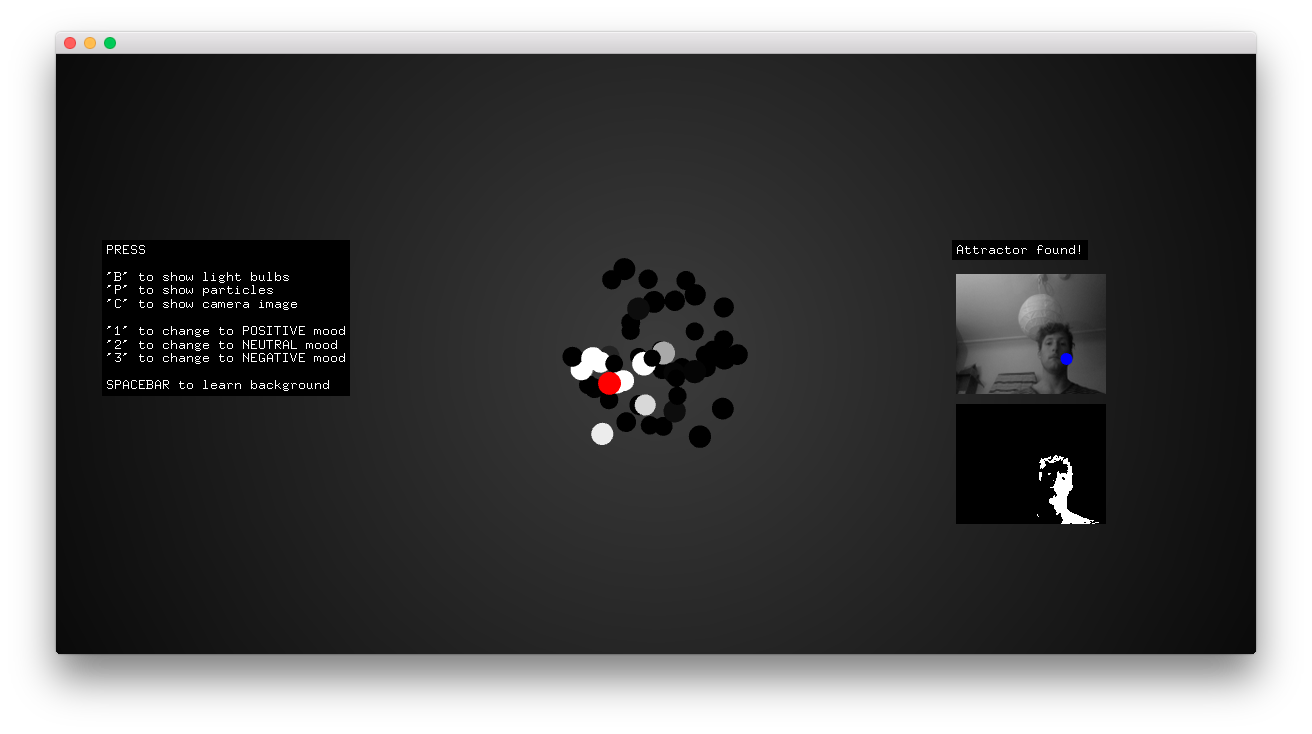 PRESS
"B" to show light bulbs
"P" to show particles
"C" to show camera image
"1" to change to POSITIVE mood
"2" to change to NEUTRAL mood
"3" to change to NEGATIVE mood
SPACEBAR to learn background
Attractor found!